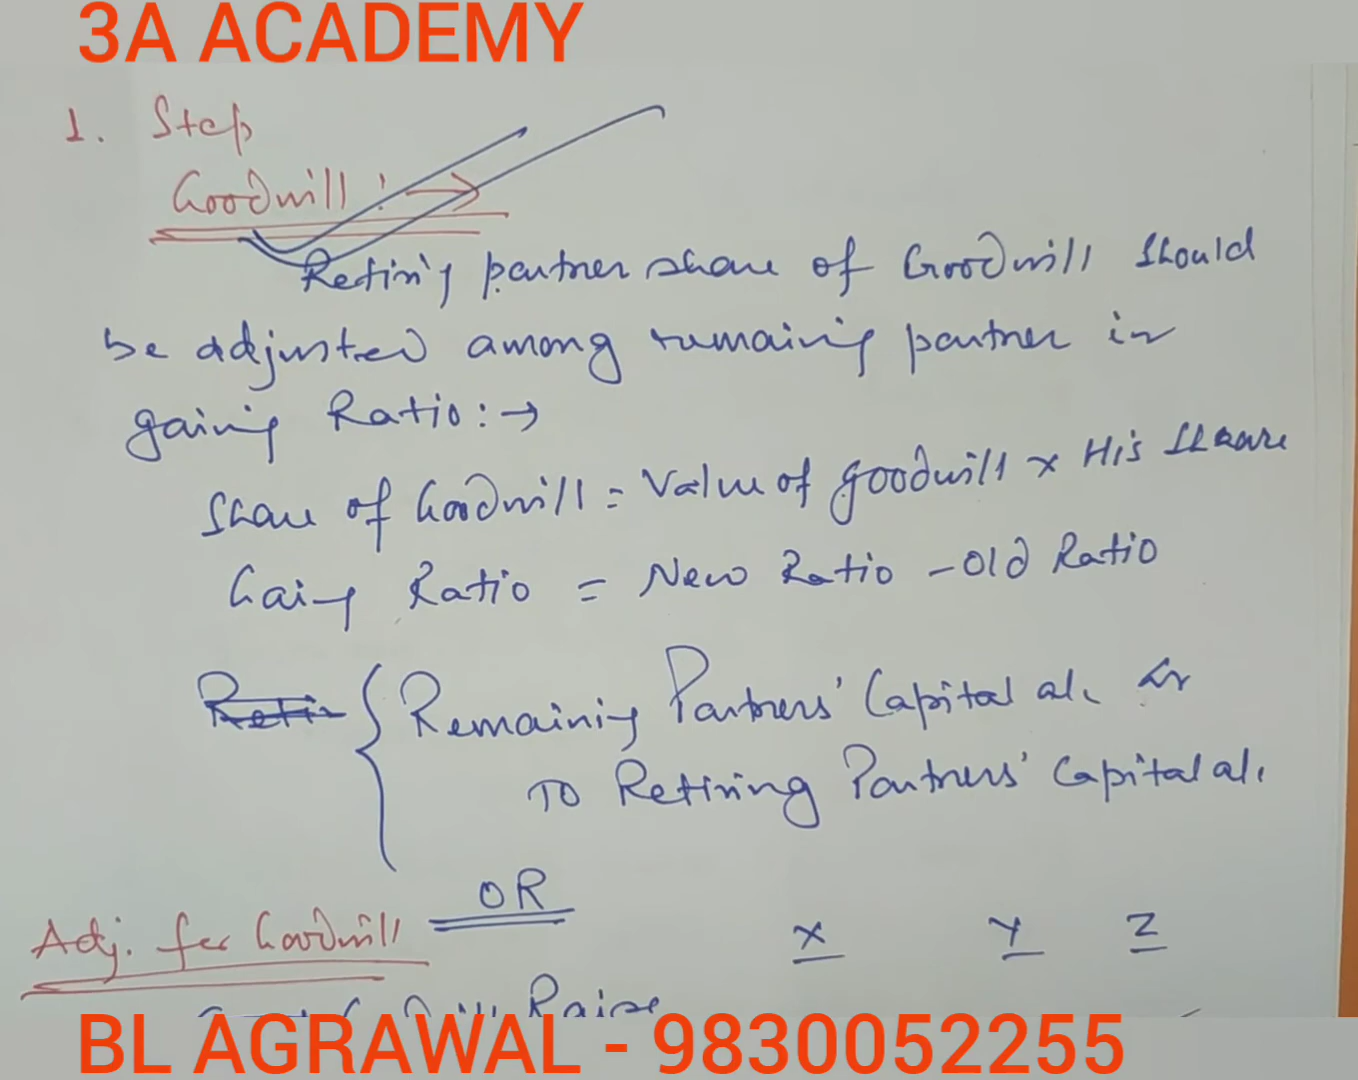 3A ACADEMY
1. Step
Goodwill :→
Retiring partner share of Goodwill should
be adjusted among remaining partner in
gaining Ratio :→
Share of Goodwill = Value of goodwill x His Share
Gaing Ratio = New Ratio - Old Ratio
Remaining Partners' Capital a/c Dr
TO Retiring Partners' Capital a/c
OR
Adj. for Goodwill
X Y Z
Raise
BL AGRAWAL - 9830052255